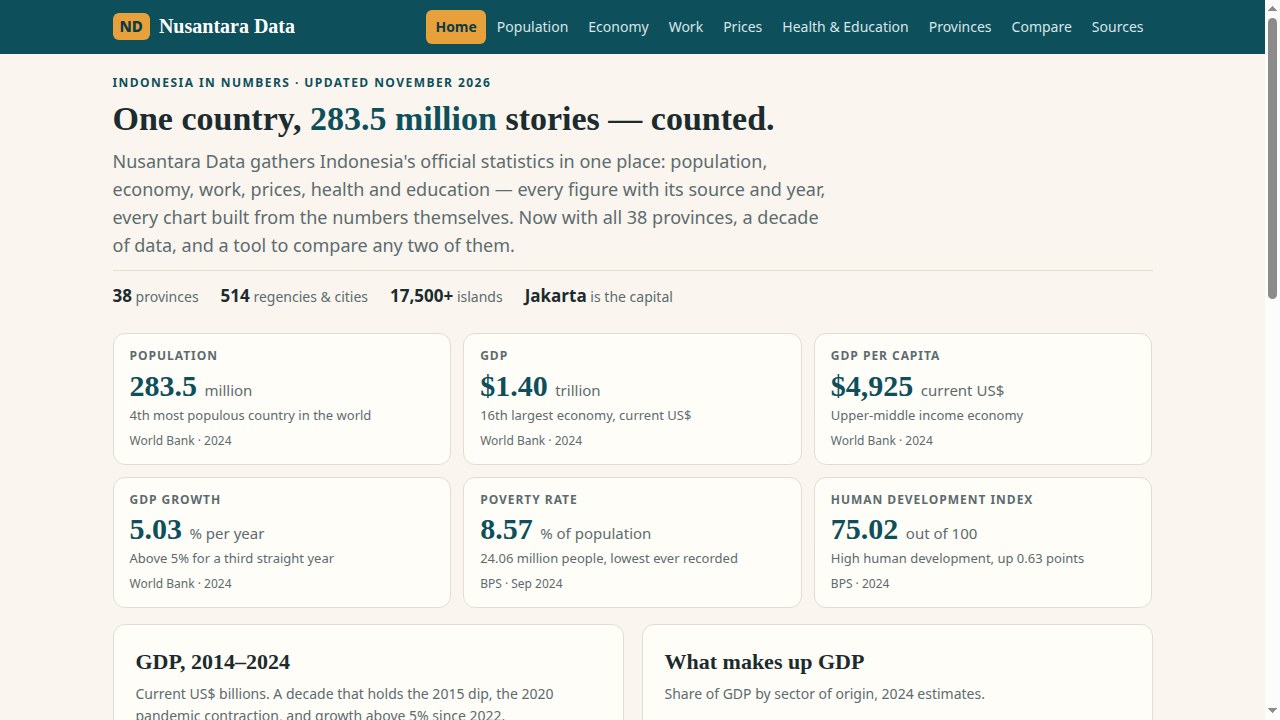 ND Nusantara Data Home Population Economy Work Prices Health & Education Provinces Compare Sources
INDONESIA IN NUMBERS · UPDATED NOVEMBER 2026
One country, 283.5 million stories — counted.
Nusantara Data gathers Indonesia's official statistics in one place: population,
economy, work, prices, health and education — every figure with its source and year,
every chart built from the numbers themselves. Now with all 38 provinces, a decade
of data, and a tool to compare any two of them.
38 provinces 514 regencies & cities 17,500+ islands Jakarta is the capital
POPULATION
283.5 million
4th most populous country in the world
World Bank · 2024
GDP
$1.40 trillion
16th largest economy, current US$
World Bank · 2024
GDP PER CAPITA
$4,925 current US$
Upper-middle income economy
World Bank · 2024
GDP GROWTH
5.03 % per year
Above 5% for a third straight year
World Bank · 2024
POVERTY RATE
8.57 % of population
24.06 million people, lowest ever recorded
BPS · Sep 2024
HUMAN DEVELOPMENT INDEX
75.02 out of 100
High human development, up 0.63 points
BPS · 2024
GDP, 2014–2024
Current US$ billions. A decade that holds the 2015 dip, the 2020
pandemic contraction, and growth above 5% since 2022.
What makes up GDP
Share of GDP by sector of origin, 2024 estimates.